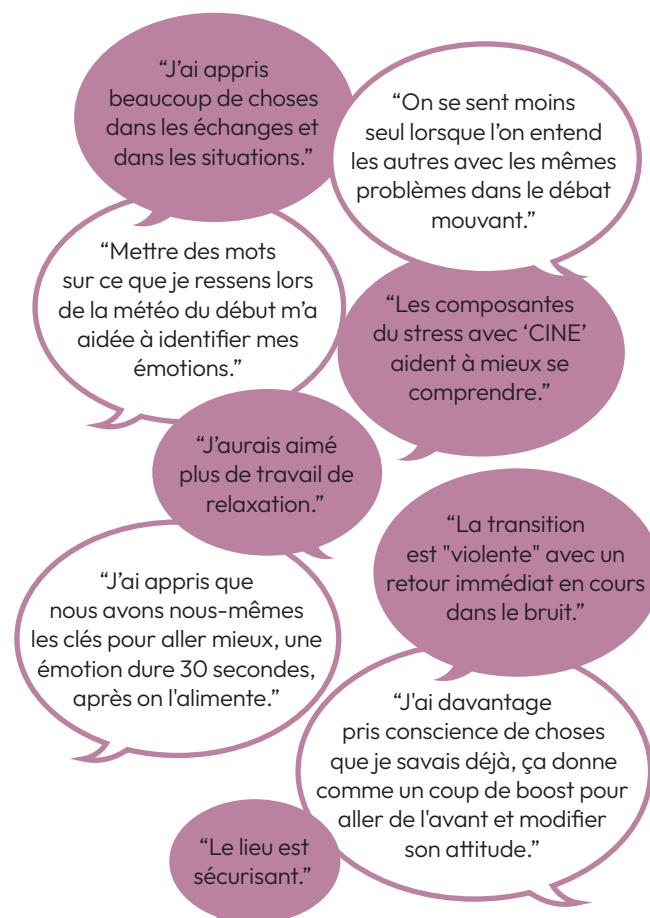 “J’ai appris
beaucoup de choses
dans les échanges et
dans les situations.”
“On se sent moins
seul lorsque l’on entend
les autres avec les mêmes
problèmes dans le débat
mouvant.”
“Mettre des mots
sur ce que je ressens lors
de la météo du début m’a
aidée à identifier mes
émotions.”
“Les composantes
du stress avec ‘CINE’
aident à mieux se
comprendre.”
“J’aurais aimé
plus de travail de
relaxation.”
“La transition
est "violente" avec un
retour immédiat en cours
dans le bruit.”
“J’ai appris que
nous avons nous-mêmes
les clés pour aller mieux, une
émotion dure 30 secondes,
après on l'alimente.”
“J'ai davantage
pris conscience de choses
que je savais déjà, ça donne
comme un coup de boost pour
aller de l'avant et modifier
son attitude.”
“Le lieu est
sécurisant.”